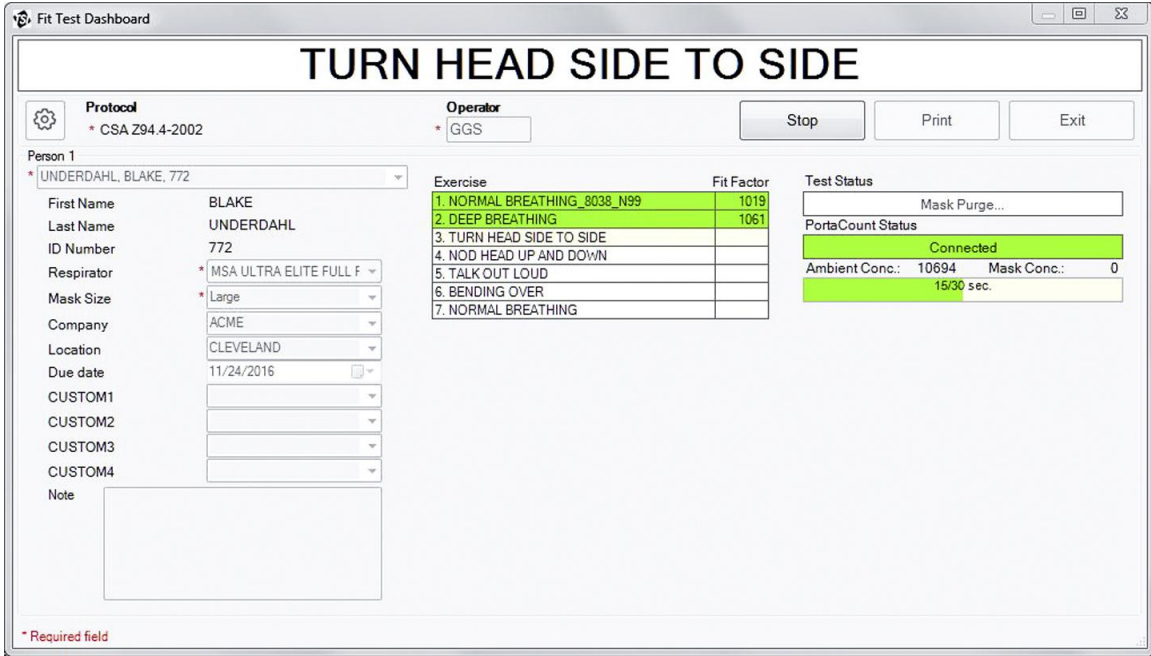 Fit Test Dashboard
TURN HEAD SIDE TO SIDE
Protocol
* CSA Z94.4-2002
Operator
* GGS
Stop
Print
Exit
Person 1
* UNDERDAHL, BLAKE, 772
First Name BLAKE
Last Name UNDERDAHL
ID Number 772
Respirator * MSA ULTRA ELITE FULL F
Mask Size * Large
Company ACME
Location CLEVELAND
Due date 11/24/2016
CUSTOM1
CUSTOM2
CUSTOM3
CUSTOM4
Note
Exercise Fit Factor
1. NORMAL BREATHING_8038_N99 1019
2. DEEP BREATHING 1061
3. TURN HEAD SIDE TO SIDE
4. NOD HEAD UP AND DOWN
5. TALK OUT LOUD
6. BENDING OVER
7. NORMAL BREATHING
Test Status
Mask Purge...
PortaCount Status
Connected
Ambient Conc.: 10694 Mask Conc.: 0
15/30 sec.
* Required field